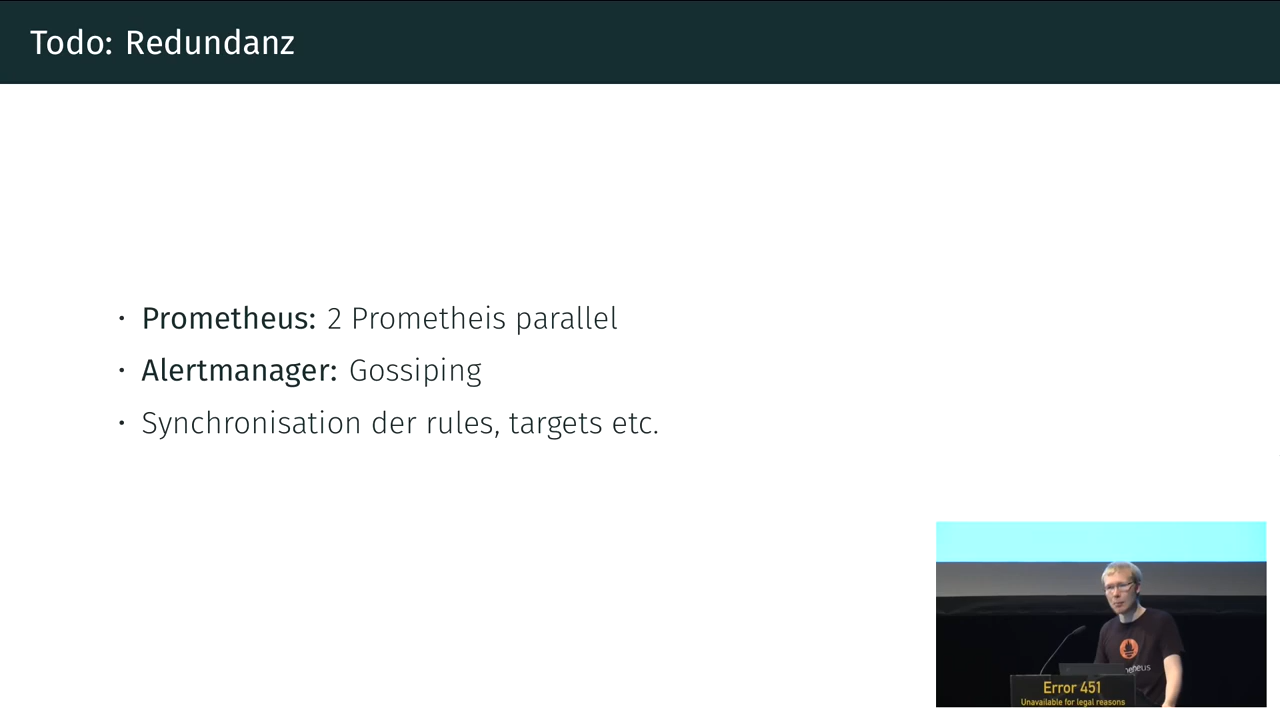 Todo: Redundanz
· Prometheus: 2 Prometheis parallel
· Alertmanager: Gossiping
· Synchronisation der rules, targets etc.
Error 451
Unavailable for legal reasons